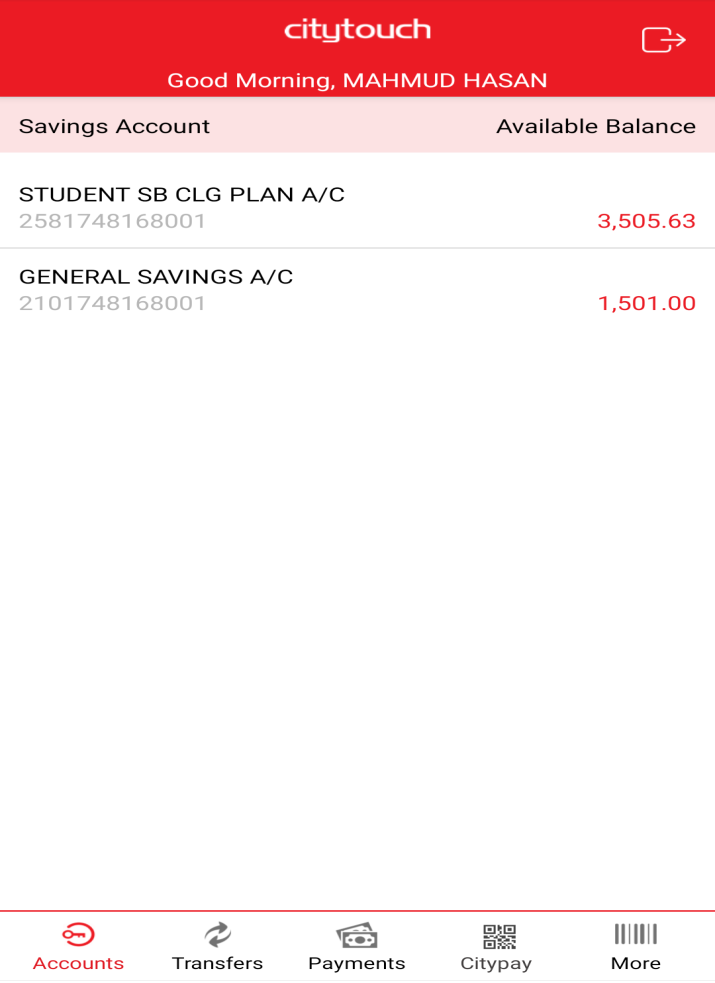 citytouch
Good Morning, MAHMUD HASAN
Savings Account Available Balance
STUDENT SB CLG PLAN A/C
2581748168001 3,505.63
GENERAL SAVINGS A/C
2101748168001 1,501.00
Accounts Transfers Payments Citypay More